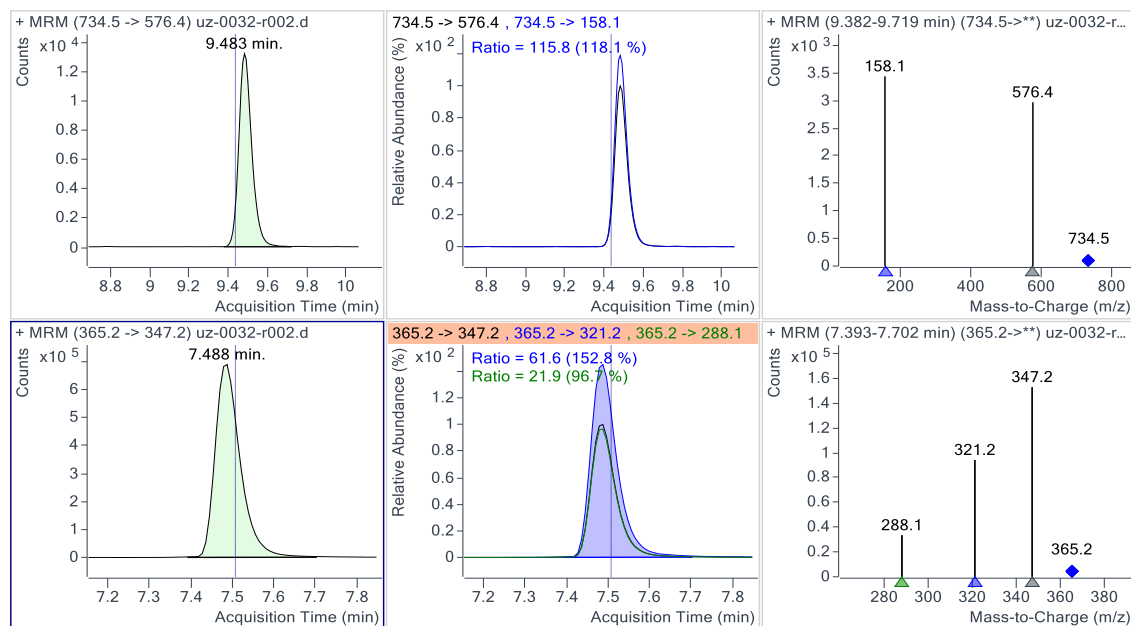 + MRM (734.5 -> 576.4) uz-0032-r002.d
x10 4
Counts
9.483 min.
1.2
1
0.8
0.6
0.4
0.2
0
8.8 9 9.2 9.4 9.6 9.8 10
Acquisition Time (min)
734.5 -> 576.4 , 734.5 -> 158.1
x10 2
Relative Abundance (%)
Ratio = 115.8 (118.1 %)
1
0.8
0.6
0.4
0.2
0
8.8 9 9.2 9.4 9.6 9.8 10
Acquisition Time (min)
+ MRM (9.382-9.719 min) (734.5->**) uz-0032-r...
x10 3
Counts
3.5
3
2.5
2
1.5
1
0.5
0
158.1
576.4
734.5
200 400 600 800
Mass-to-Charge (m/z)
+ MRM (365.2 -> 347.2) uz-0032-r002.d
x10 5
Counts
7.488 min.
6
5
4
3
2
1
0
7.2 7.3 7.4 7.5 7.6 7.7 7.8
Acquisition Time (min)
365.2 -> 347.2 , 365.2 -> 321.2 , 365.2 -> 288.1
x10 2
Relative Abundance (%)
Ratio = 61.6 (152.8 %)
Ratio = 21.9 (96.7 %)
1.2
1
0.8
0.6
0.4
0.2
0
7.2 7.3 7.4 7.5 7.6 7.7 7.8
Acquisition Time (min)
+ MRM (7.393-7.702 min) (365.2->**) uz-0032-r...
x10 5
Counts
1.6
1.4
1.2
1
0.8
0.6
0.4
0.2
0
347.2
321.2
288.1
365.2
280 300 320 340 360 380
Mass-to-Charge (m/z)